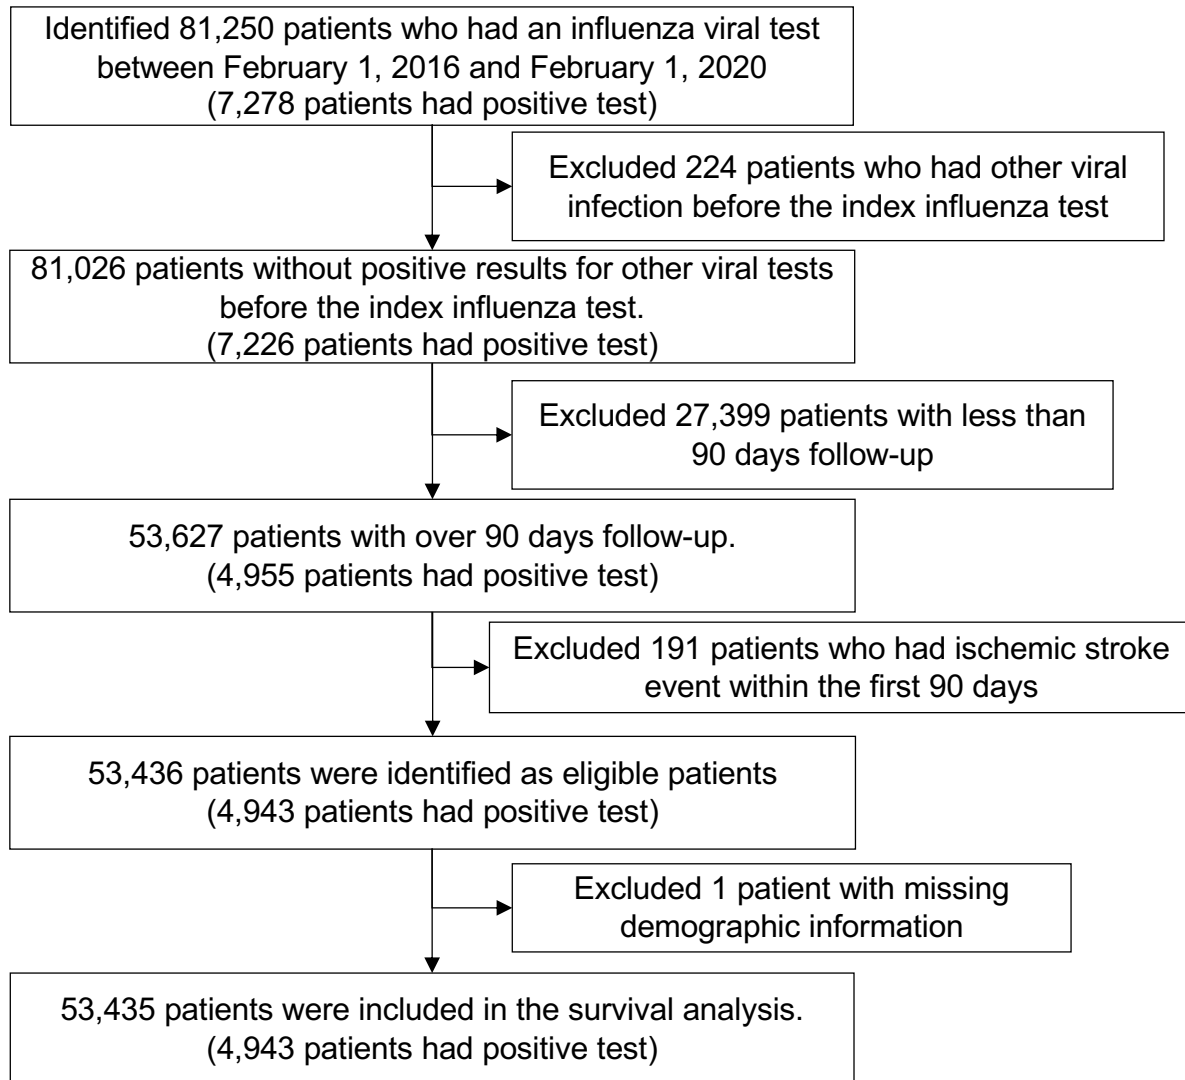 Identified 81,250 patients who had an influenza viral test
between February 1, 2016 and February 1, 2020
(7,278 patients had positive test)
Excluded 224 patients who had other viral
infection before the index influenza test
81,026 patients without positive results for other viral tests
before the index influenza test.
(7,226 patients had positive test)
Excluded 27,399 patients with less than
90 days follow-up
53,627 patients with over 90 days follow-up.
(4,955 patients had positive test)
Excluded 191 patients who had ischemic stroke
event within the first 90 days
53,436 patients were identified as eligible patients
(4,943 patients had positive test)
Excluded 1 patient with missing
demographic information
53,435 patients were included in the survival analysis.
(4,943 patients had positive test)